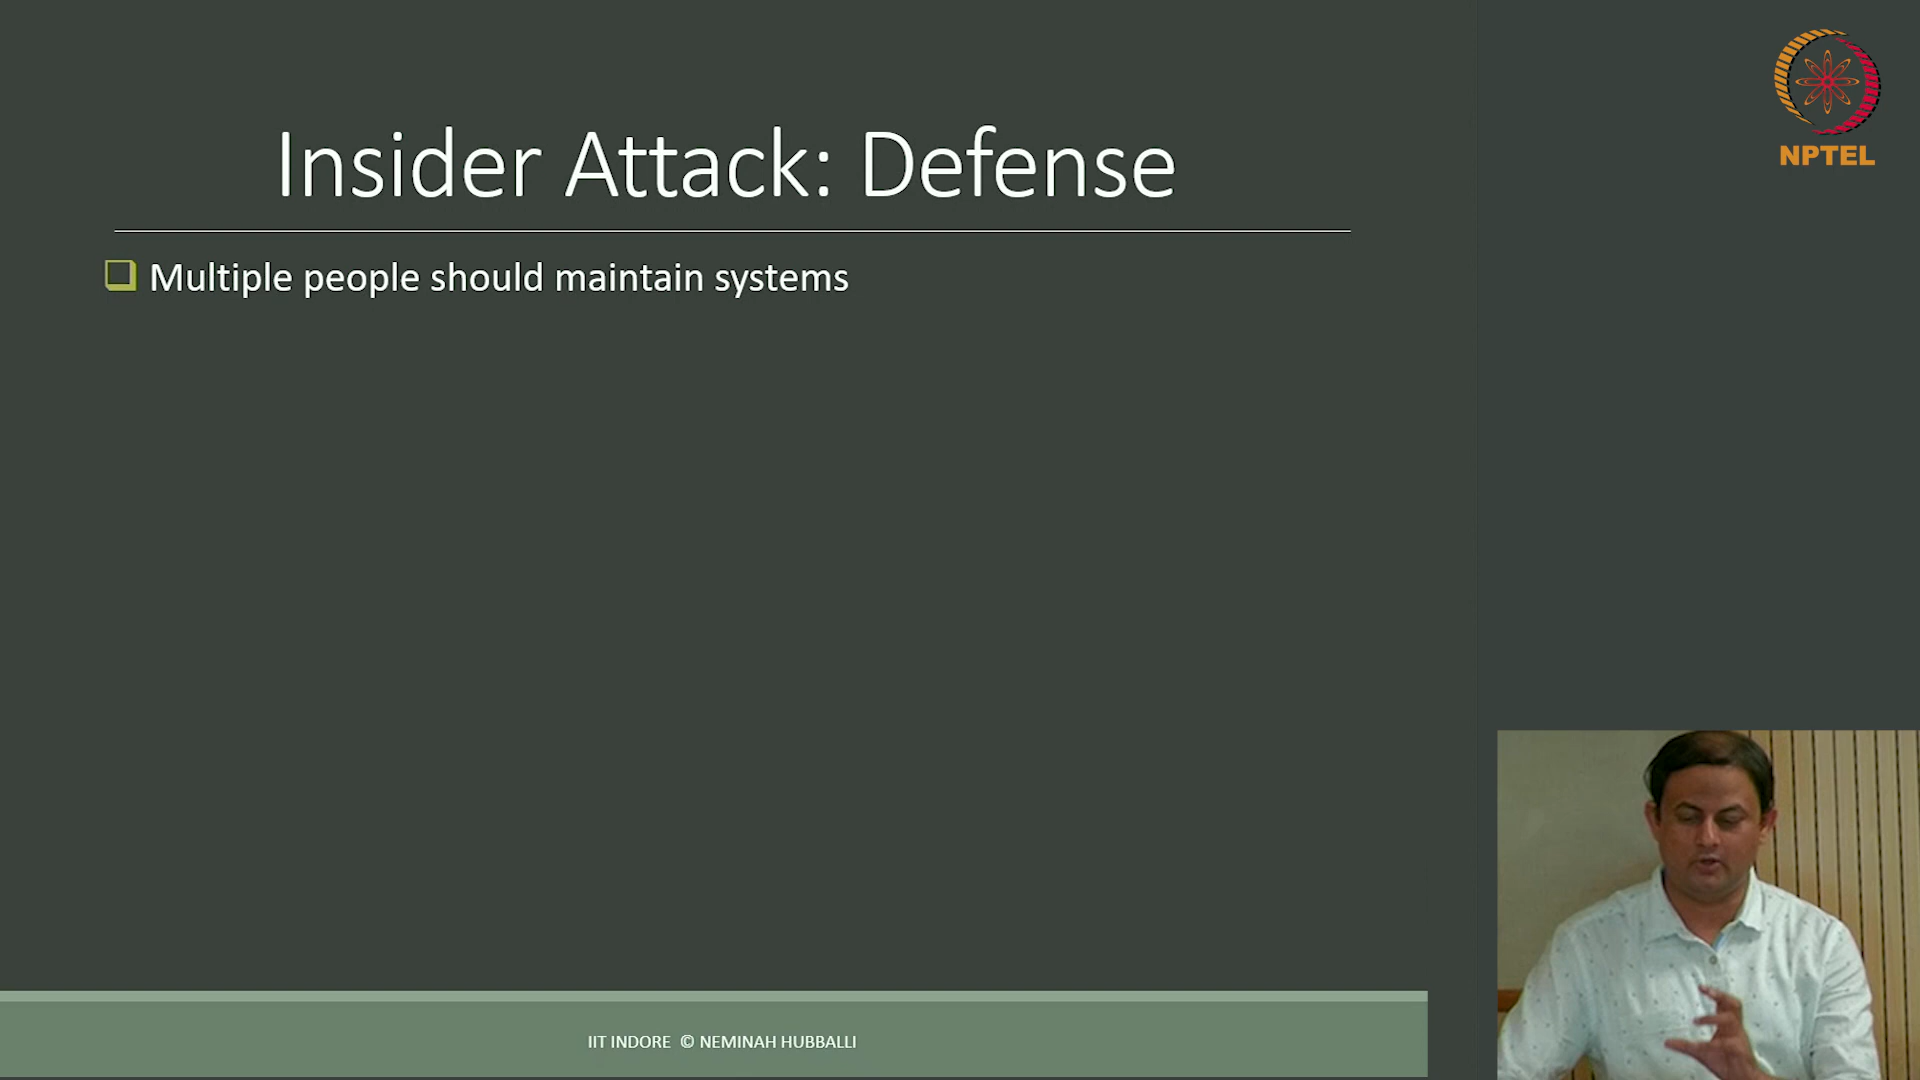 NPTEL
Insider Attack: Defense
Multiple people should maintain systems
IIT INDORE © NEMINAH HUBBALLI